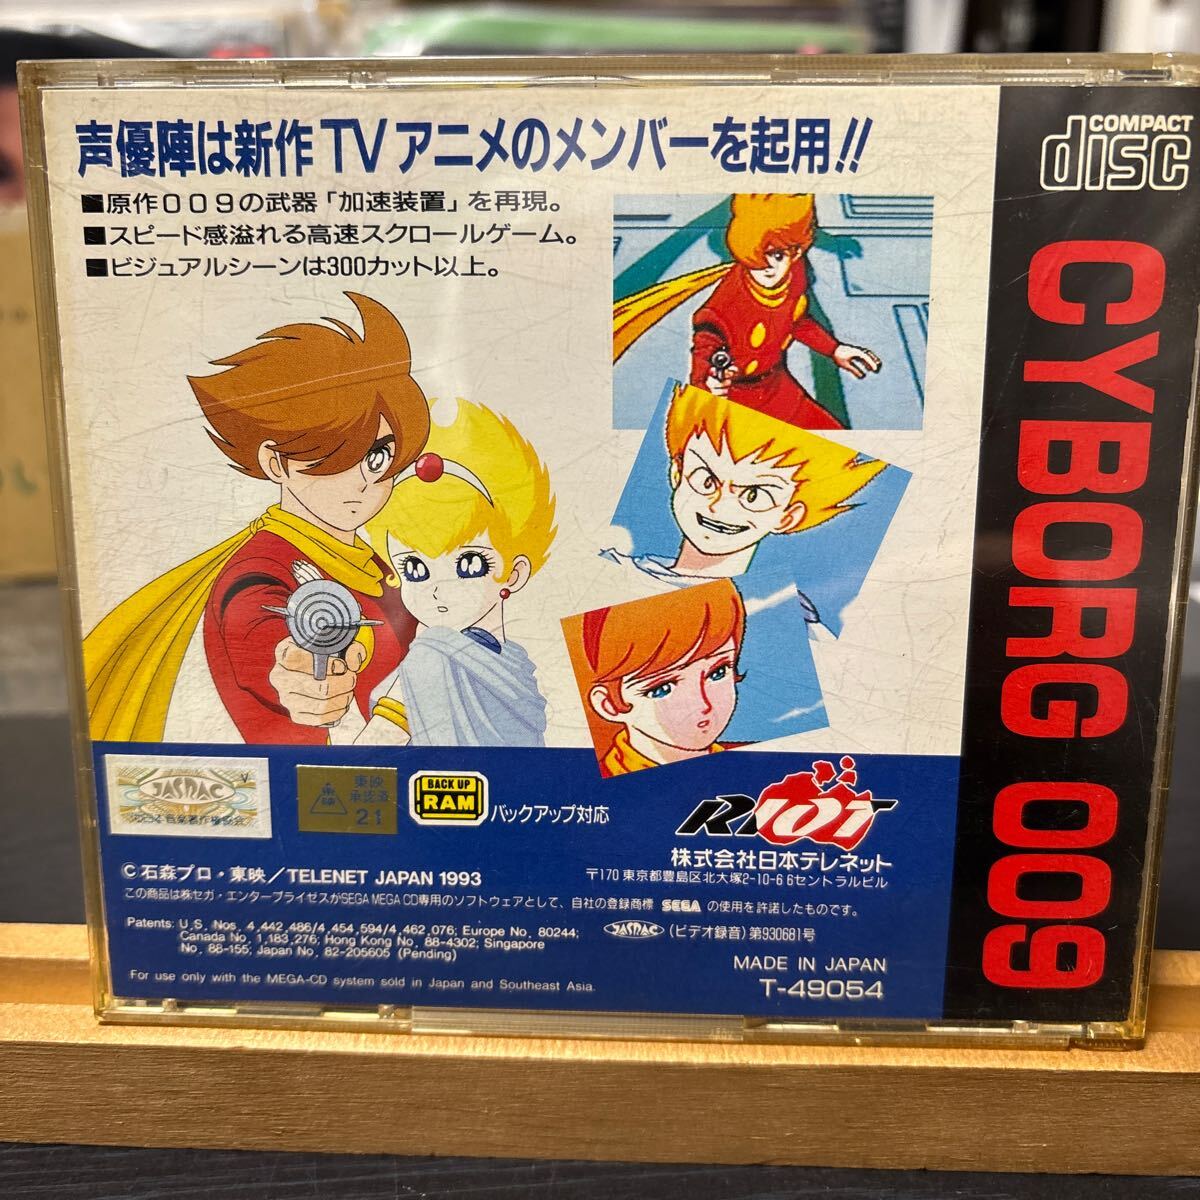 声優陣は新作TVアニメのメンバーを起用!!
■原作009の武器「加速装置」を再現。
■スピード感溢れる高速スクロールゲーム。
■ビジュアルシーンは300カット以上。
COMPACT
disc
CYBORG 009
JASRAC
V
東映
東映
承認済
21
BACK UP
RAM
バックアップ対応
RIOT
株式会社日本テレネット
〒170 東京都豊島区北大塚2-10-6 6セントラルビル
©石森プロ・東映/TELENET JAPAN 1993
この商品は㈱セガ・エンタープライゼスがSEGA MEGA CD専用のソフトウェアとして、自社の登録商標 SEGA の使用を許諾したものです。
Patents: U.S. Nos. 4,442,486/4,454,594/4,462,076; Europe No. 80244;
Canada No. 1,183,276; Hong Kong No. 88-4302; Singapore
No. 88-155; Japan No. 82-205605 (Pending)
JASRAC (ビデオ録音)第930681号
For use only with the MEGA-CD system sold in Japan and Southeast Asia.
MADE IN JAPAN
T-49054